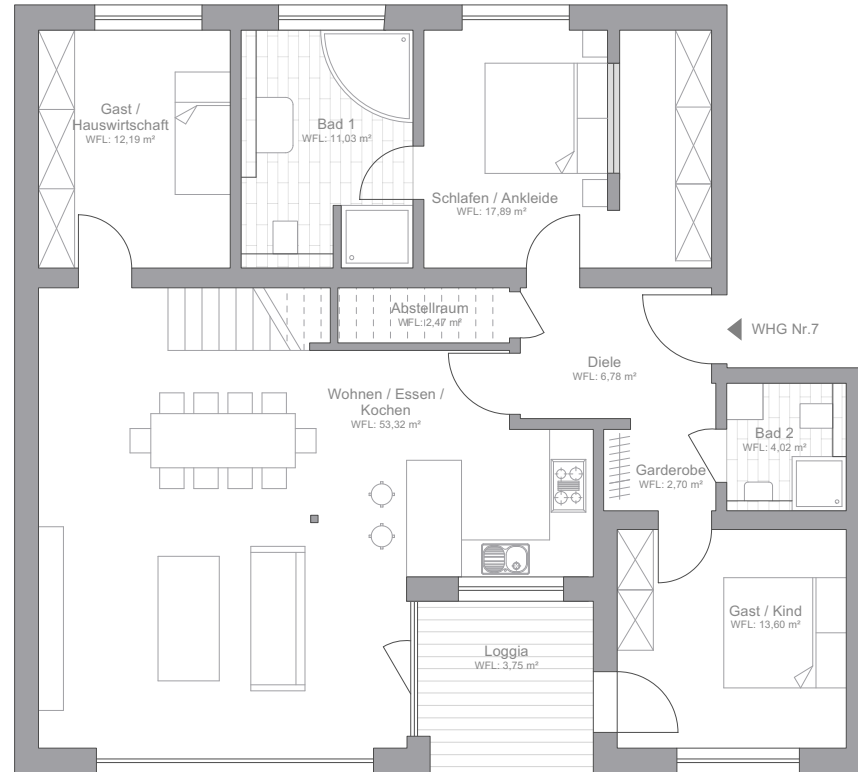 Gast /
Hauswirtschaft
WFL: 12,19 m²
Bad 1
WFL: 11,03 m²
Schlafen / Ankleide
WFL: 17,89 m²
Abstellraum
WFL: 2,47 m²
WHG Nr.7
Diele
WFL: 6,78 m²
Wohnen / Essen /
Kochen
WFL: 53,32 m²
Bad 2
WFL: 4,02 m²
Garderobe
WFL: 2,70 m²
Gast / Kind
WFL: 13,60 m²
Loggia
WFL: 3,75 m²